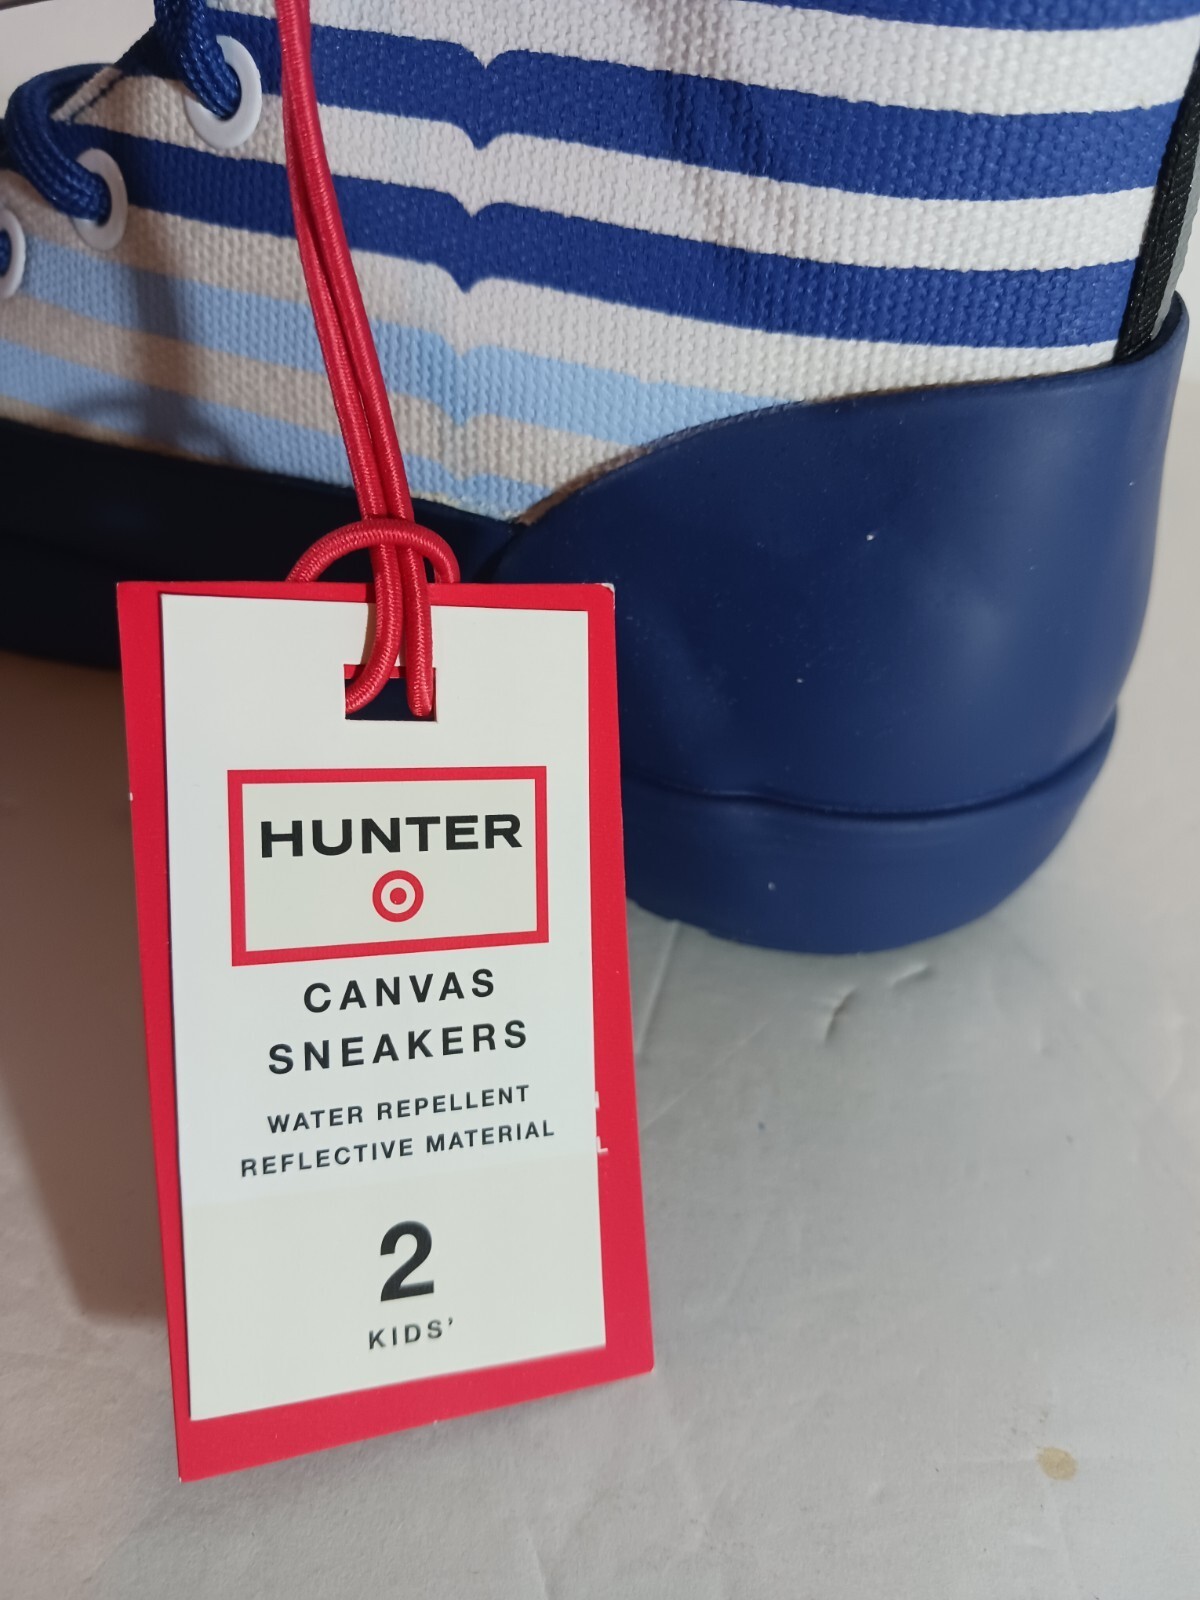 HUNTER
CANVAS
SNEAKERS
WATER REPELLENT
REFLECTIVE MATERIAL
2
KIDS'